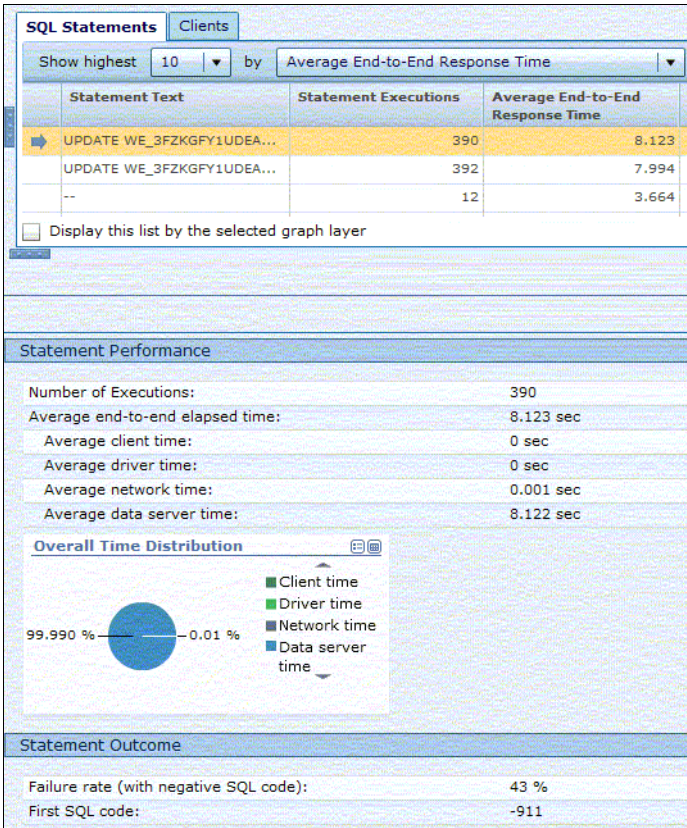 SQL Statements Clients
Show highest 10 by Average End-to-End Response Time
Statement Text Statement Executions Average End-to-End Response Time
UPDATE WE_3FZKGFY1UDEA... 390 8.123
UPDATE WE_3FZKGFY1UDEA... 392 7.994
-- 12 3.664
Display this list by the selected graph layer
Statement Performance
Number of Executions: 390
Average end-to-end elapsed time: 8.123 sec
Average client time: 0 sec
Average driver time: 0 sec
Average network time: 0.001 sec
Average data server time: 8.122 sec
Overall Time Distribution
99.990 % 0.01 %
Client time
Driver time
Network time
Data server
time
Statement Outcome
Failure rate (with negative SQL code): 43 %
First SQL code: -911